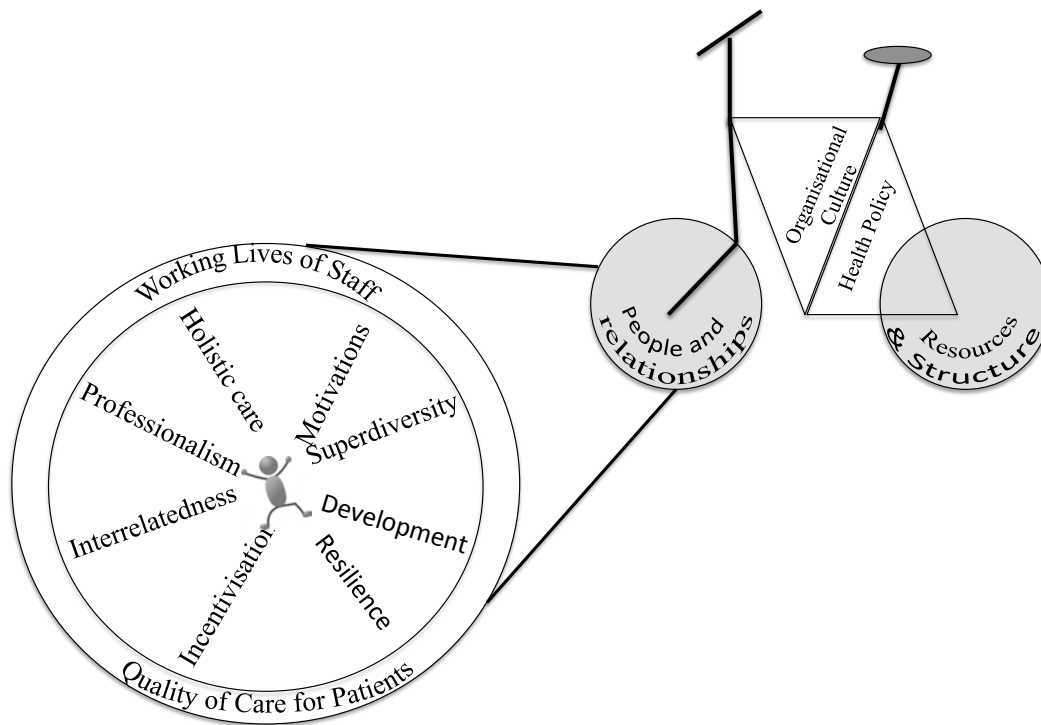 Working Lives of Staff
Holistic care
Motivations
Professionalism
Superdiversity
Interrelatedness
Development
Incentivisation
Resilience
Quality of Care for Patients
People and
relationships
Organisational
Culture
Health Policy
Resources
& Structure